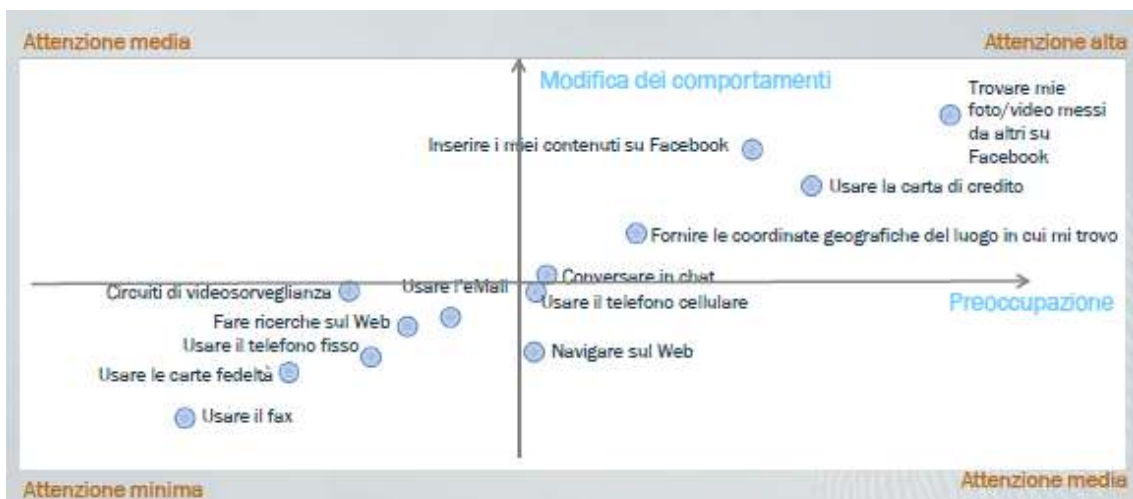 Attenzione media
Attenzione alta
Modifica dei comportamenti
Trovare mie
foto/video messi
da altri su
Facebook
Inserire i miei contenuti su Facebook
Usare la carta di credito
Fornire le coordinate geografiche del luogo in cui mi trovo
Conversare in chat
Usare l'eMail
Circuiti di videosorveglianza
Usare il telefono cellulare
Preoccupazione
Fare ricerche sul Web
Usare il telefono fisso
Navigare sul Web
Usare le carte fedeltà
Usare il fax
Attenzione minima
Attenzione media